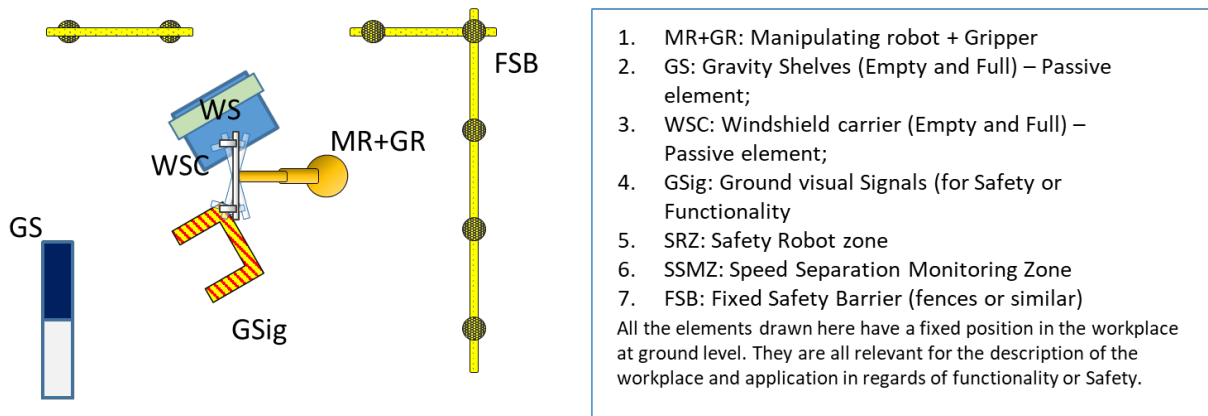 FSB
WS
MR+GR
WSC
GS
GSig
1. MR+GR: Manipulating robot + Gripper
2. GS: Gravity Shelves (Empty and Full) – Passive
element;
3. WSC: Windshield carrier (Empty and Full) –
Passive element;
4. GSig: Ground visual Signals (for Safety or
Functionality
5. SRZ: Safety Robot zone
6. SSMZ: Speed Separation Monitoring Zone
7. FSB: Fixed Safety Barrier (fences or similar)
All the elements drawn here have a fixed position in the workplace
at ground level. They are all relevant for the description of the
workplace and application in regards of functionality or Safety.